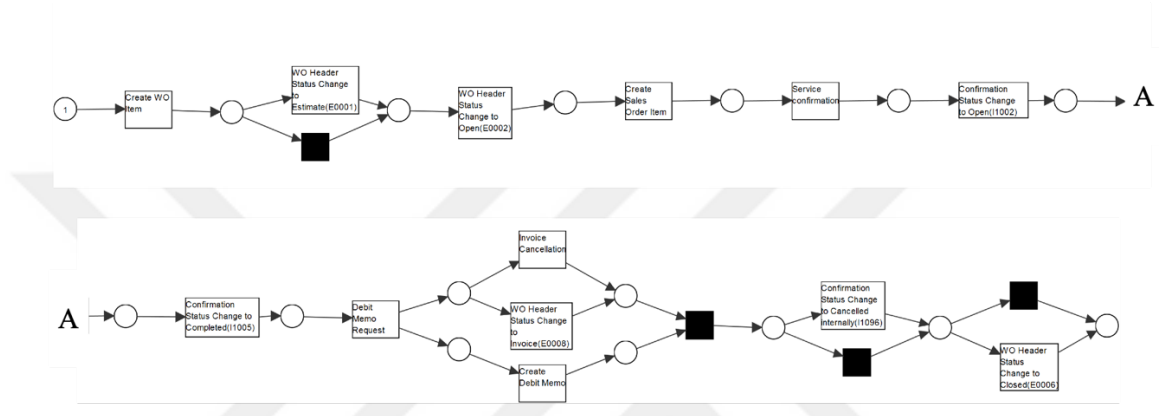 1
Create WO
Item
WO Header
Status Change
to
Estimate(E0001)
WO Header
Status
Change to
Open(E0002)
Create
Sales
Order Item
Service
confirmation
Confirmation
Status Change
to Open(I1002)
A
A
Confirmation
Status Change to
Completed(I1005)
Debit
Memo
Request
Invoice
Cancellation
WO Header
Status Change
to
Invoice(E0008)
Create
Debit Memo
Confirmation
Status Change
to Cancelled
nternally(I1096)
WO Header
Status
Change to
Closed(E0006)